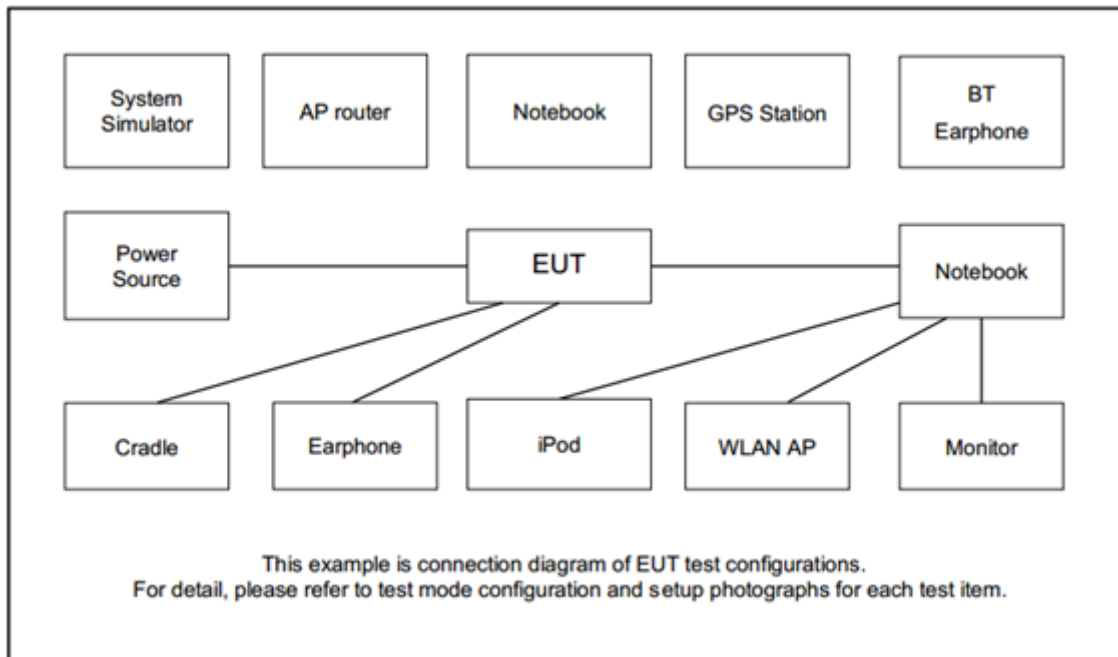 System
Simulator
AP router
Notebook
GPS Station
BT
Earphone
Power
Source
EUT
Notebook
Cradle
Earphone
iPod
WLAN AP
Monitor
This example is connection diagram of EUT test configurations.
For detail, please refer to test mode configuration and setup photographs for each test item.